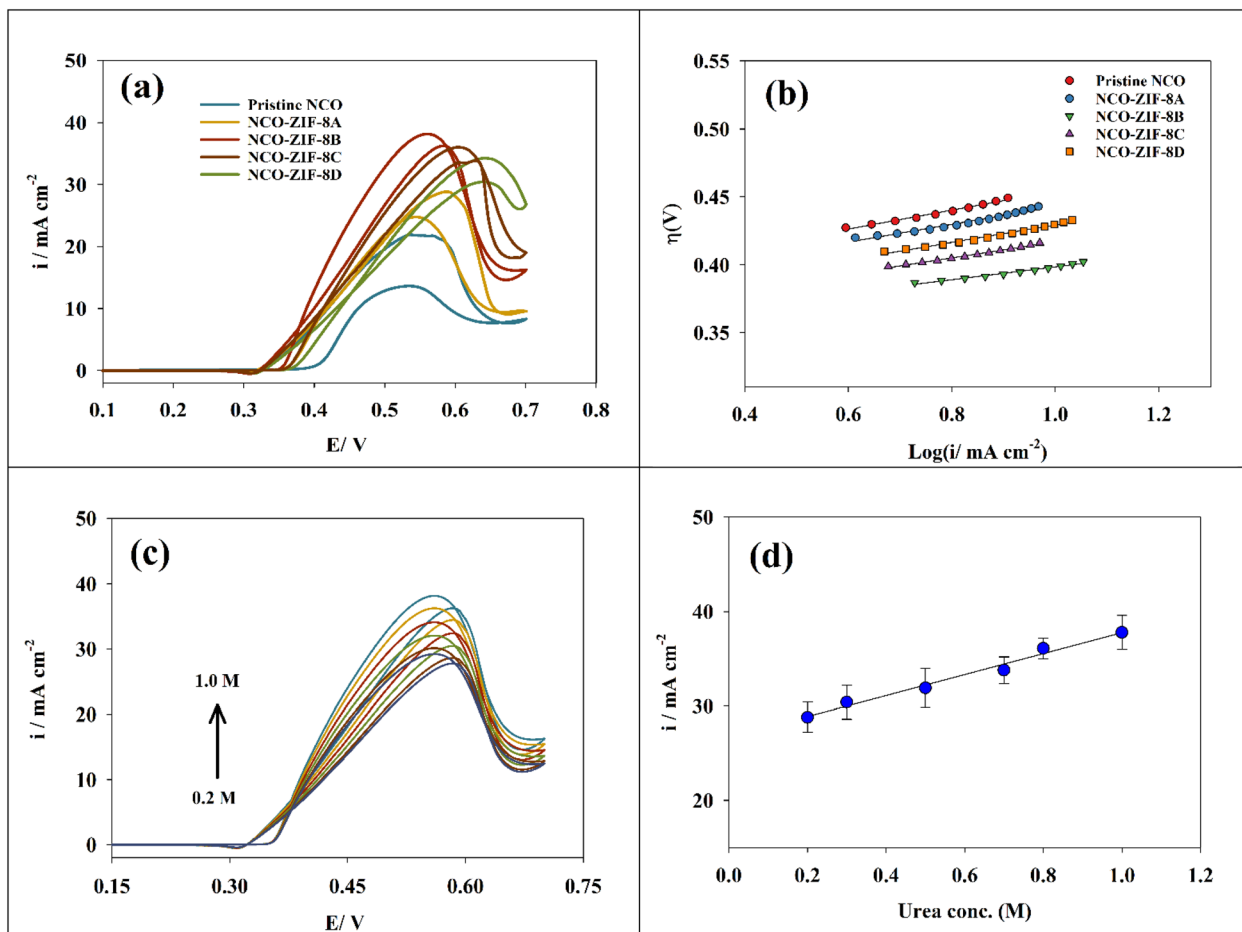 (a)
50
40
30
20
10
0
i / mA cm-2
Pristine NCO
NCO-ZIF-8A
NCO-ZIF-8B
NCO-ZIF-8C
NCO-ZIF-8D
0.1 0.2 0.3 0.4 0.5 0.6 0.7 0.8
E/ V
(b)
0.55
0.50
0.45
0.40
0.35
η(V)
Pristine NCO
NCO-ZIF-8A
NCO-ZIF-8B
NCO-ZIF-8C
NCO-ZIF-8D
0.4 0.6 0.8 1.0 1.2
Log(i/ mA cm-2)
(c)
50
40
30
20
10
0
i / mA cm-2
1.0 M
0.2 M
0.15 0.30 0.45 0.60 0.75
E/ V
(d)
50
40
30
20
i / mA cm-2
0.0 0.2 0.4 0.6 0.8 1.0 1.2
Urea conc. (M)